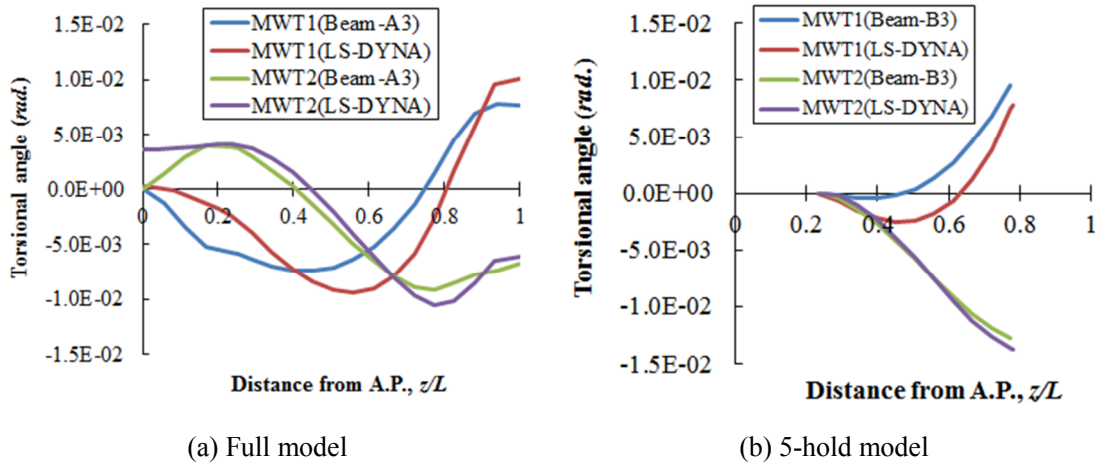 1.5E-02
1.0E-02
5.0E-03
0.0E+00
-5.0E-03
-1.0E-02
-1.5E-02
Torsional angle (rad.)
MWT1(Beam-A3)
MWT1(LS-DYNA)
MWT2(Beam-A3)
MWT2(LS-DYNA)
0 0.2 0.4 0.6 0.8 1
Distance from A.P., z/L
(a) Full model
1.5E-02
1.0E-02
5.0E-03
0.0E+00
-5.0E-03
-1.0E-02
-1.5E-02
Torsional angle (rad.)
MWT1(Beam-B3)
MWT1(LS-DYNA)
MWT2(Beam-B3)
MWT2(LS-DYNA)
0 0.2 0.4 0.6 0.8 1
Distance from A.P., z/L
(b) 5-hold model